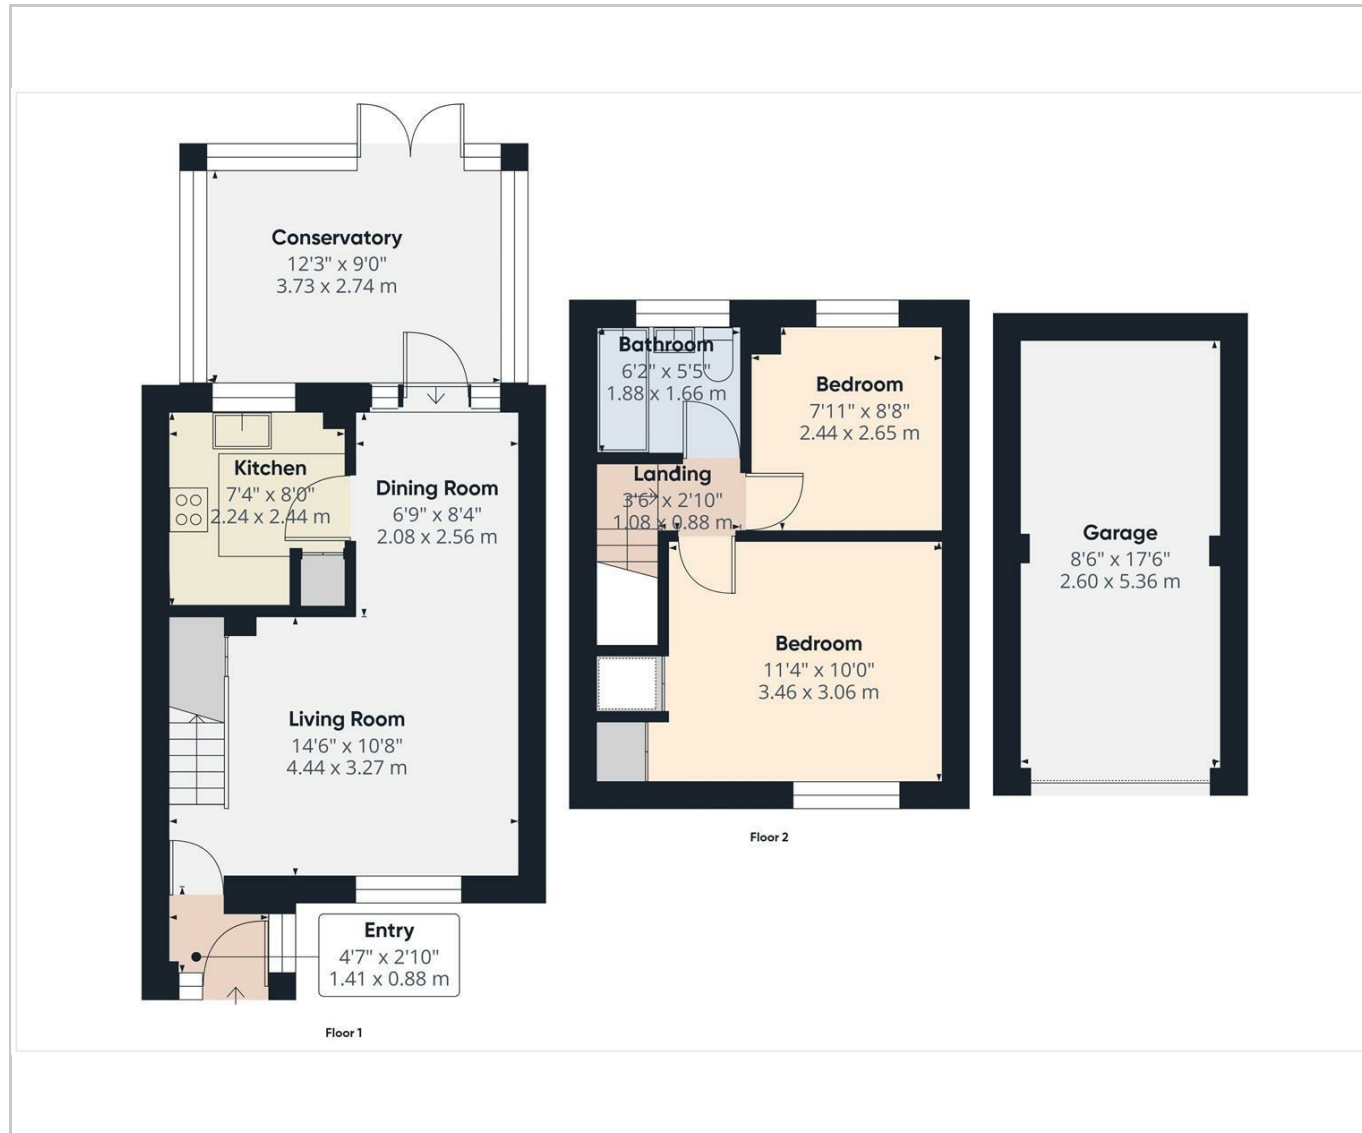 Conservatory
12'3" x 9'0"
3.73 x 2.74 m
Kitchen
7'4" x 8'0"
2.24 x 2.44 m
Dining Room
6'9" x 8'4"
2.08 x 2.56 m
Living Room
14'6" x 10'8"
4.44 x 3.27 m
Entry
4'7" x 2'10"
1.41 x 0.88 m
Floor 1
Bathroom
6'2" x 5'5"
1.88 x 1.66 m
Bedroom
7'11" x 8'8"
2.44 x 2.65 m
Landing
3'6" x 2'10"
1.08 x 0.88 m
Bedroom
11'4" x 10'0"
3.46 x 3.06 m
Floor 2
Garage
8'6" x 17'6"
2.60 x 5.36 m